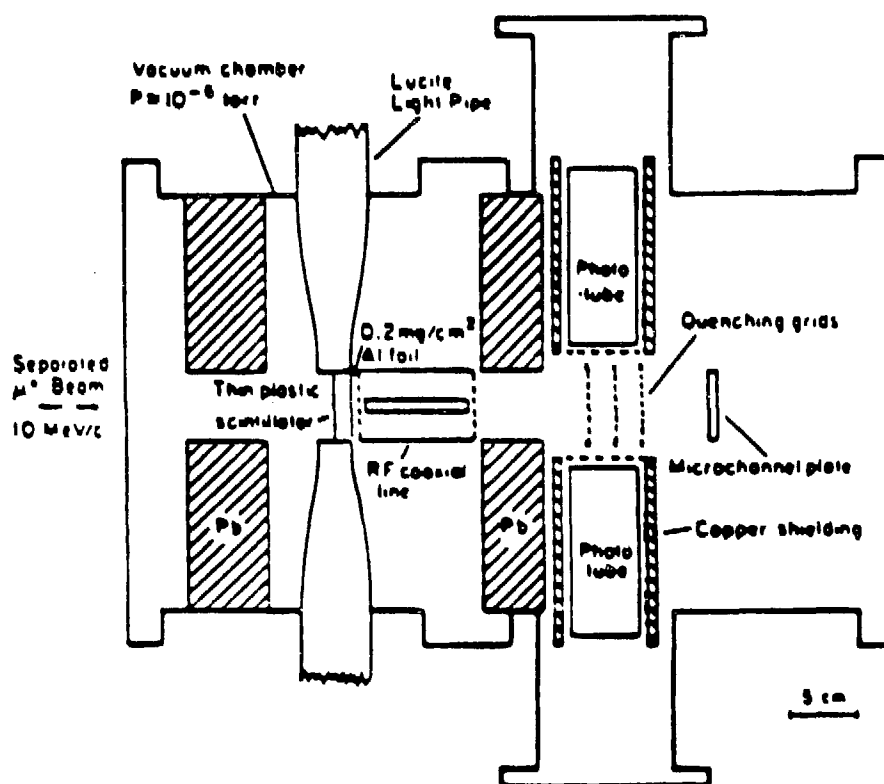 Vacuum chamber
P≈10⁻⁶ torr
Lucite
Light Pipe
Photo
tube
0.2 mg/cm²
Al foil
Quenching grids
Separated
μ⁺ Beam
10 MeV/c
Thin plastic
scintillator
RF coaxial
line
Microchannel plate
Pb
Pb
Copper shielding
Photo
tube
5 cm